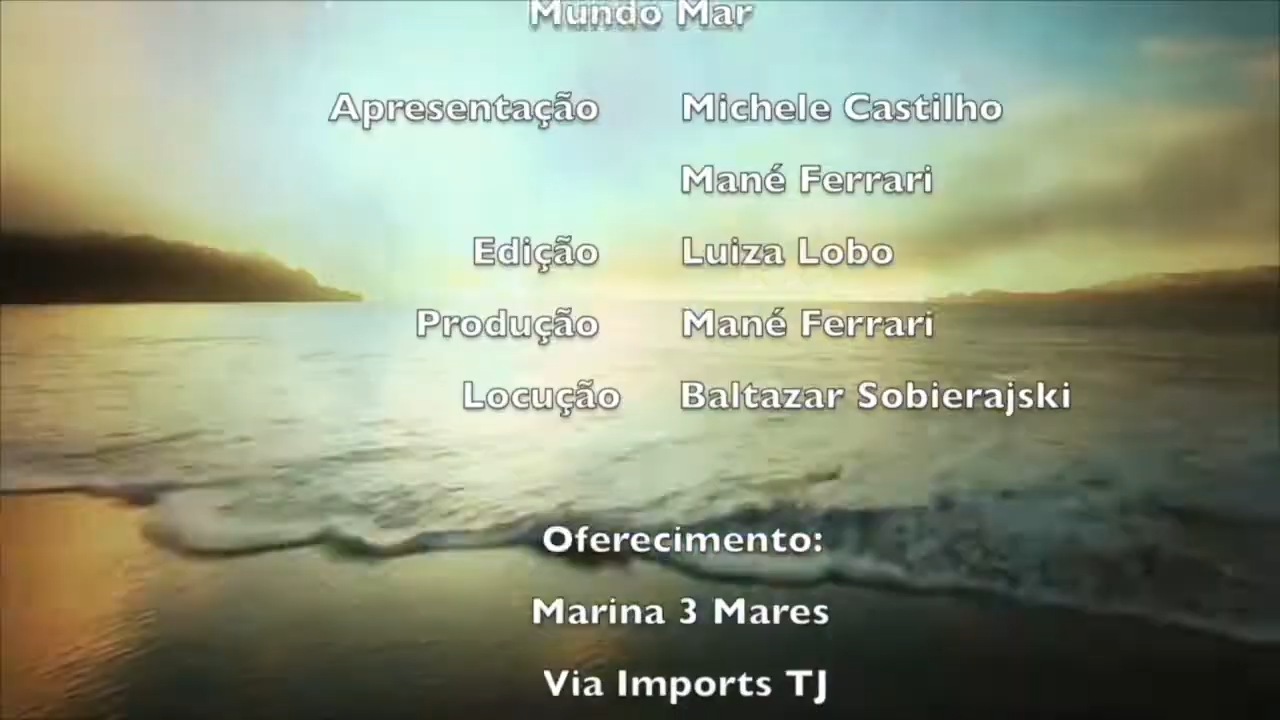 Mundo Mar
Apresentação Michele Castilho
Mané Ferrari
Edição Luiza Lobo
Produção Mané Ferrari
Locução Baltazar Sobierajski
Oferecimento:
Marina 3 Mares
Via Imports TJ